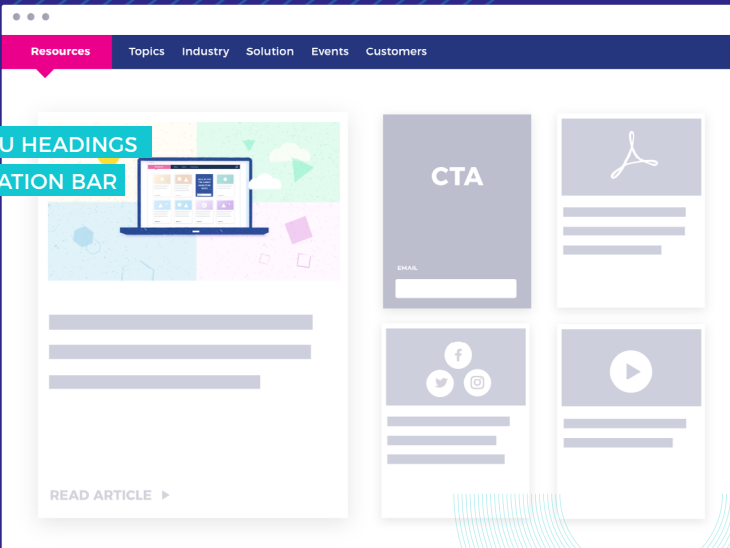 Resources Topics Industry Solution Events Customers
U HEADINGS
ATION BAR
CTA
EMAIL
READ ARTICLE